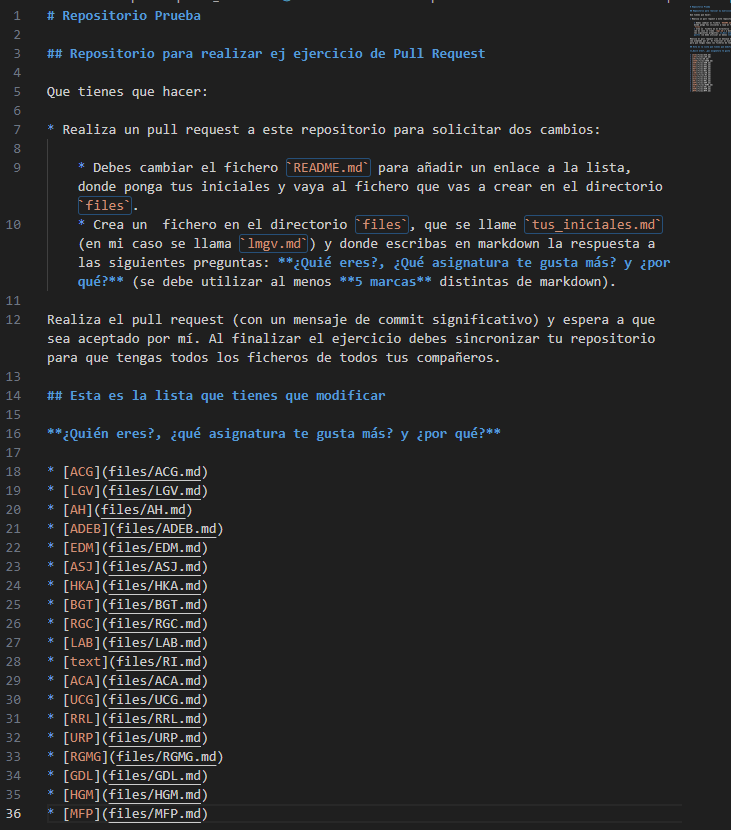 1 # Repositorio Prueba
2
3 ## Repositorio para realizar ej ejercicio de Pull Request
4
5 Que tienes que hacer:
6
7 * Realiza un pull request a este repositorio para solicitar dos cambios:
8
9 * Debes cambiar el fichero `README.md` para añadir un enlace a la lista,
donde ponga tus iniciales y vaya al fichero que vas a crear en el directorio
`files`.
10 * Crea un  fichero en el directorio `files`, que se llame `tus_iniciales.md`
(en mi caso se llama `lmgv.md`) y donde escribas en markdown la respuesta a
las siguientes preguntas: **¿Quié eres?, ¿Qué asignatura te gusta más? y ¿por
qué?** (se debe utilizar al menos **5 marcas** distintas de markdown).
11
12 Realiza el pull request (con un mensaje de commit significativo) y espera a que
sea aceptado por mí. Al finalizar el ejercicio debes sincronizar tu repositorio
para que tengas todos los ficheros de todos tus compañeros.
13
14 ## Esta es la lista que tienes que modificar
15
16 **¿Quién eres?, ¿qué asignatura te gusta más? y ¿por qué?**
17
18 * [ACG](files/ACG.md)
19 * [LGV](files/LGV.md)
20 * [AH](files/AH.md)
21 * [ADEB](files/ADEB.md)
22 * [EDM](files/EDM.md)
23 * [ASJ](files/ASJ.md)
24 * [HKA](files/HKA.md)
25 * [BGT](files/BGT.md)
26 * [RGC](files/RGC.md)
27 * [LAB](files/LAB.md)
28 * [text](files/RI.md)
29 * [ACA](files/ACA.md)
30 * [UCG](files/UCG.md)
31 * [RRL](files/RRL.md)
32 * [URP](files/URP.md)
33 * [RGMG](files/RGMG.md)
34 * [GDL](files/GDL.md)
35 * [HGM](files/HGM.md)
36 * [MFP](files/MFP.md)